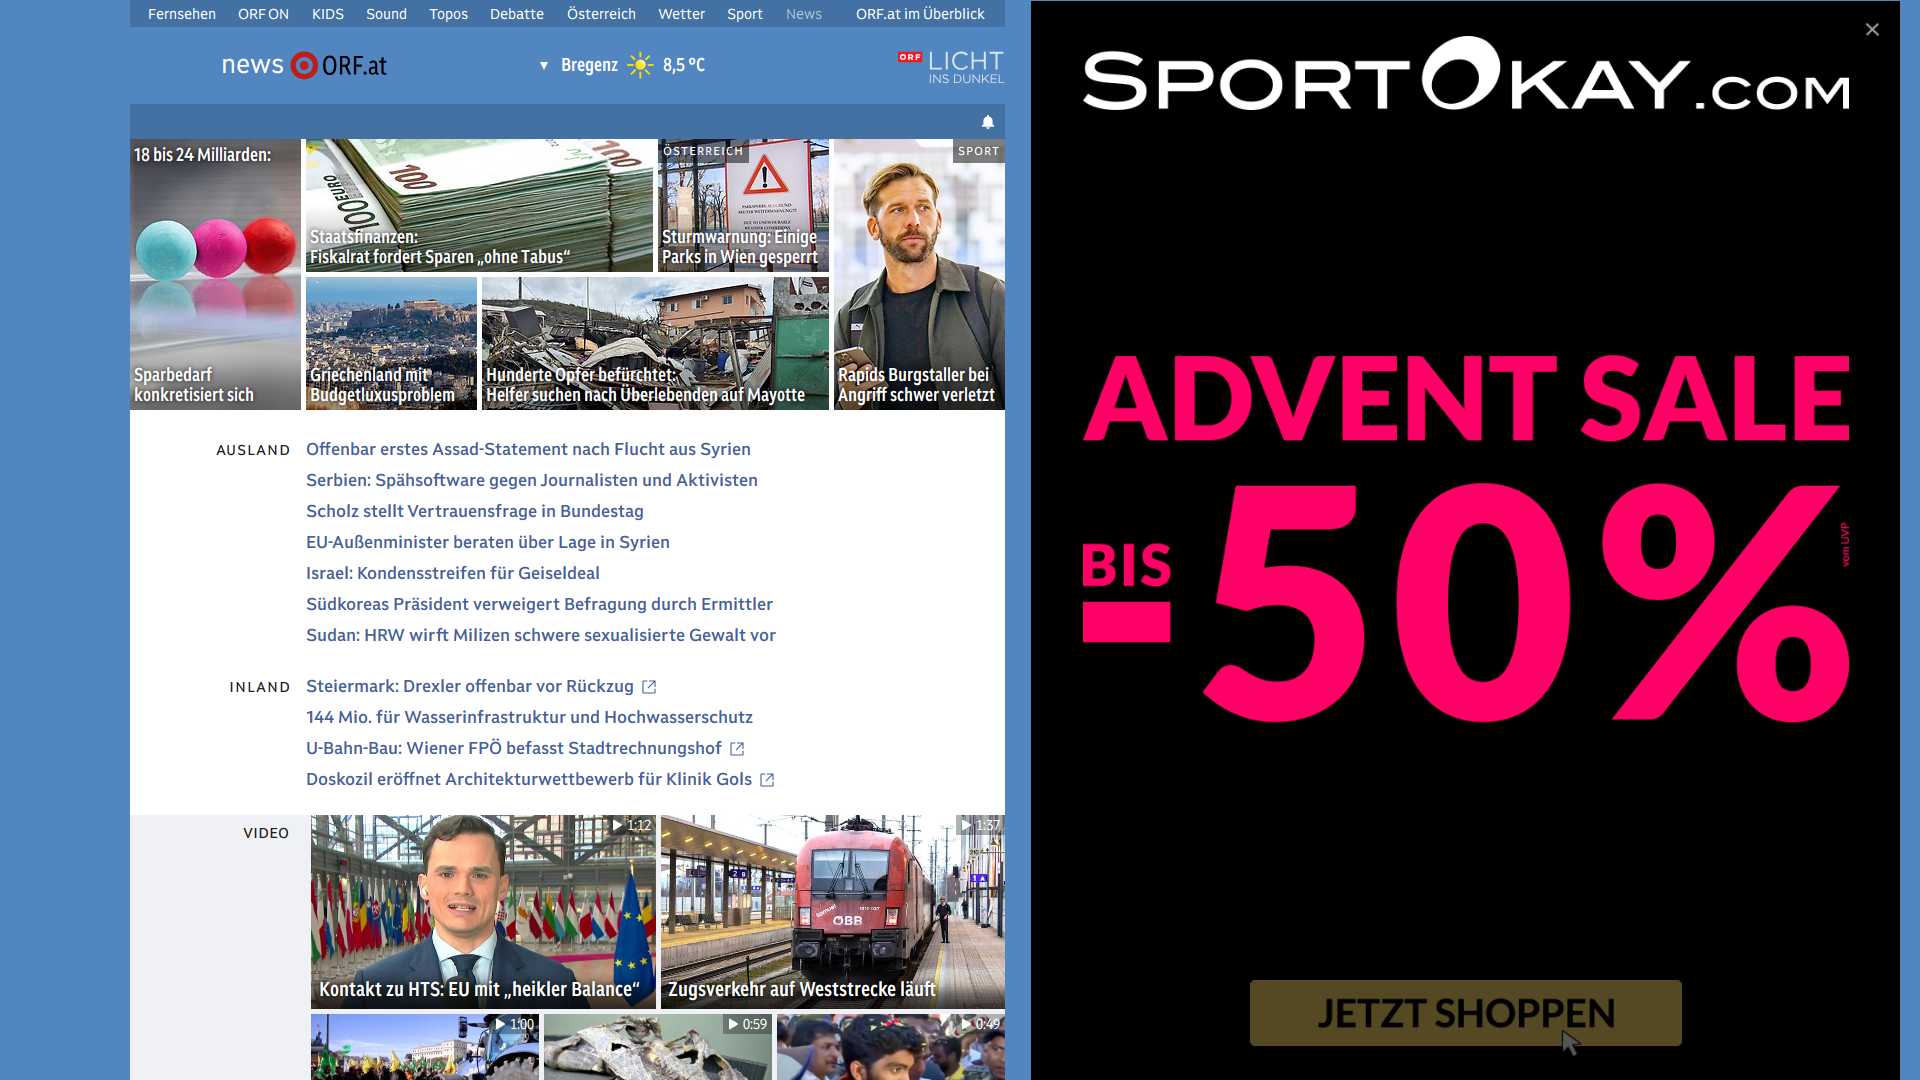 Fernsehen ORF ON KIDS Sound Topos Debatte Österreich Wetter Sport News ORF.at im Überblick
news ORF.at
Bregenz 8,5 °C
ORF LICHT
INS DUNKEL
18 bis 24 Milliarden:
Sparbedarf
konkretisiert sich
Staatsfinanzen:
Fiskalrat fordert Sparen „ohne Tabus“
ÖSTERREICH
Sturmwarnung: Einige
Parks in Wien gesperrt
SPORT
Rapids Burgstaller bei
Angriff schwer verletzt
Griechenland mit
Budgetluxusproblem
Hunderte Opfer befürchtet:
Helfer suchen nach Überlebenden auf Mayotte
AUSLAND
Offenbar erstes Assad-Statement nach Flucht aus Syrien
Serbien: Spähsoftware gegen Journalisten und Aktivisten
Scholz stellt Vertrauensfrage in Bundestag
EU-Außenminister beraten über Lage in Syrien
Israel: Kondensstreifen für Geiseldeal
Südkoreas Präsident verweigert Befragung durch Ermittler
Sudan: HRW wirft Milizen schwere sexualisierte Gewalt vor
INLAND
Steiermark: Drexler offenbar vor Rückzug
144 Mio. für Wasserinfrastruktur und Hochwasserschutz
U-Bahn-Bau: Wiener FPÖ befasst Stadtrechnungshof
Doskozil eröffnet Architekturwettbewerb für Klinik Gols
VIDEO
1:12
Kontakt zu HTS: EU mit „heikler Balance“
1:37
ÖBB
Zugsverkehr auf Weststrecke läuft
1:00
0:59
0:49
SPORTOKAY.COM
ADVENT SALE
BIS
-50%
vom UVP
JETZT SHOPPEN